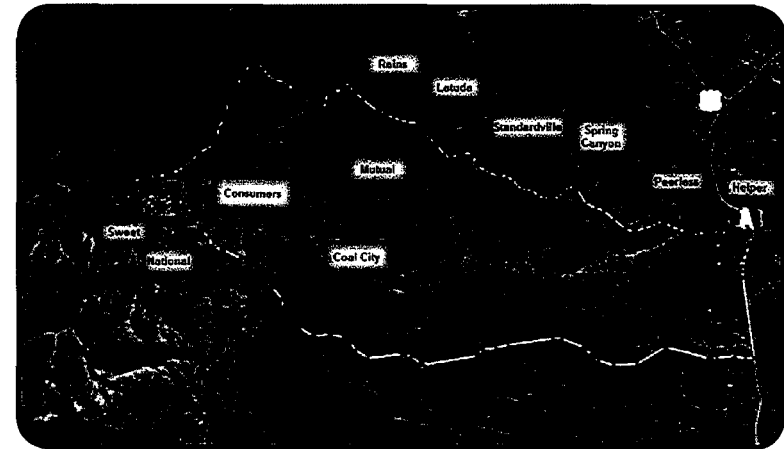 Rains
Latuda
Standardville
Spring
Canyon
Mutual
Peerless
Helper
Consumers
Sweet
National
Coal City
A